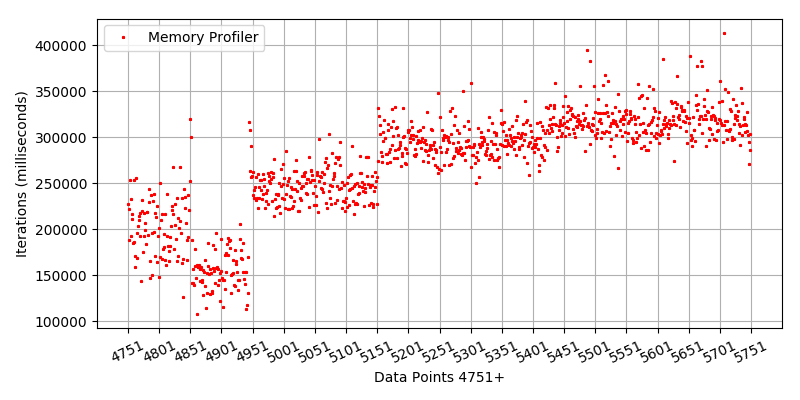 Memory Profiler
Iterations (milliseconds)
400000
350000
300000
250000
200000
150000
100000
4751 4801 4851 4901 4951 5001 5051 5101 5151 5201 5251 5301 5351 5401 5451 5501 5551 5601 5651 5701 5751
Data Points 4751+